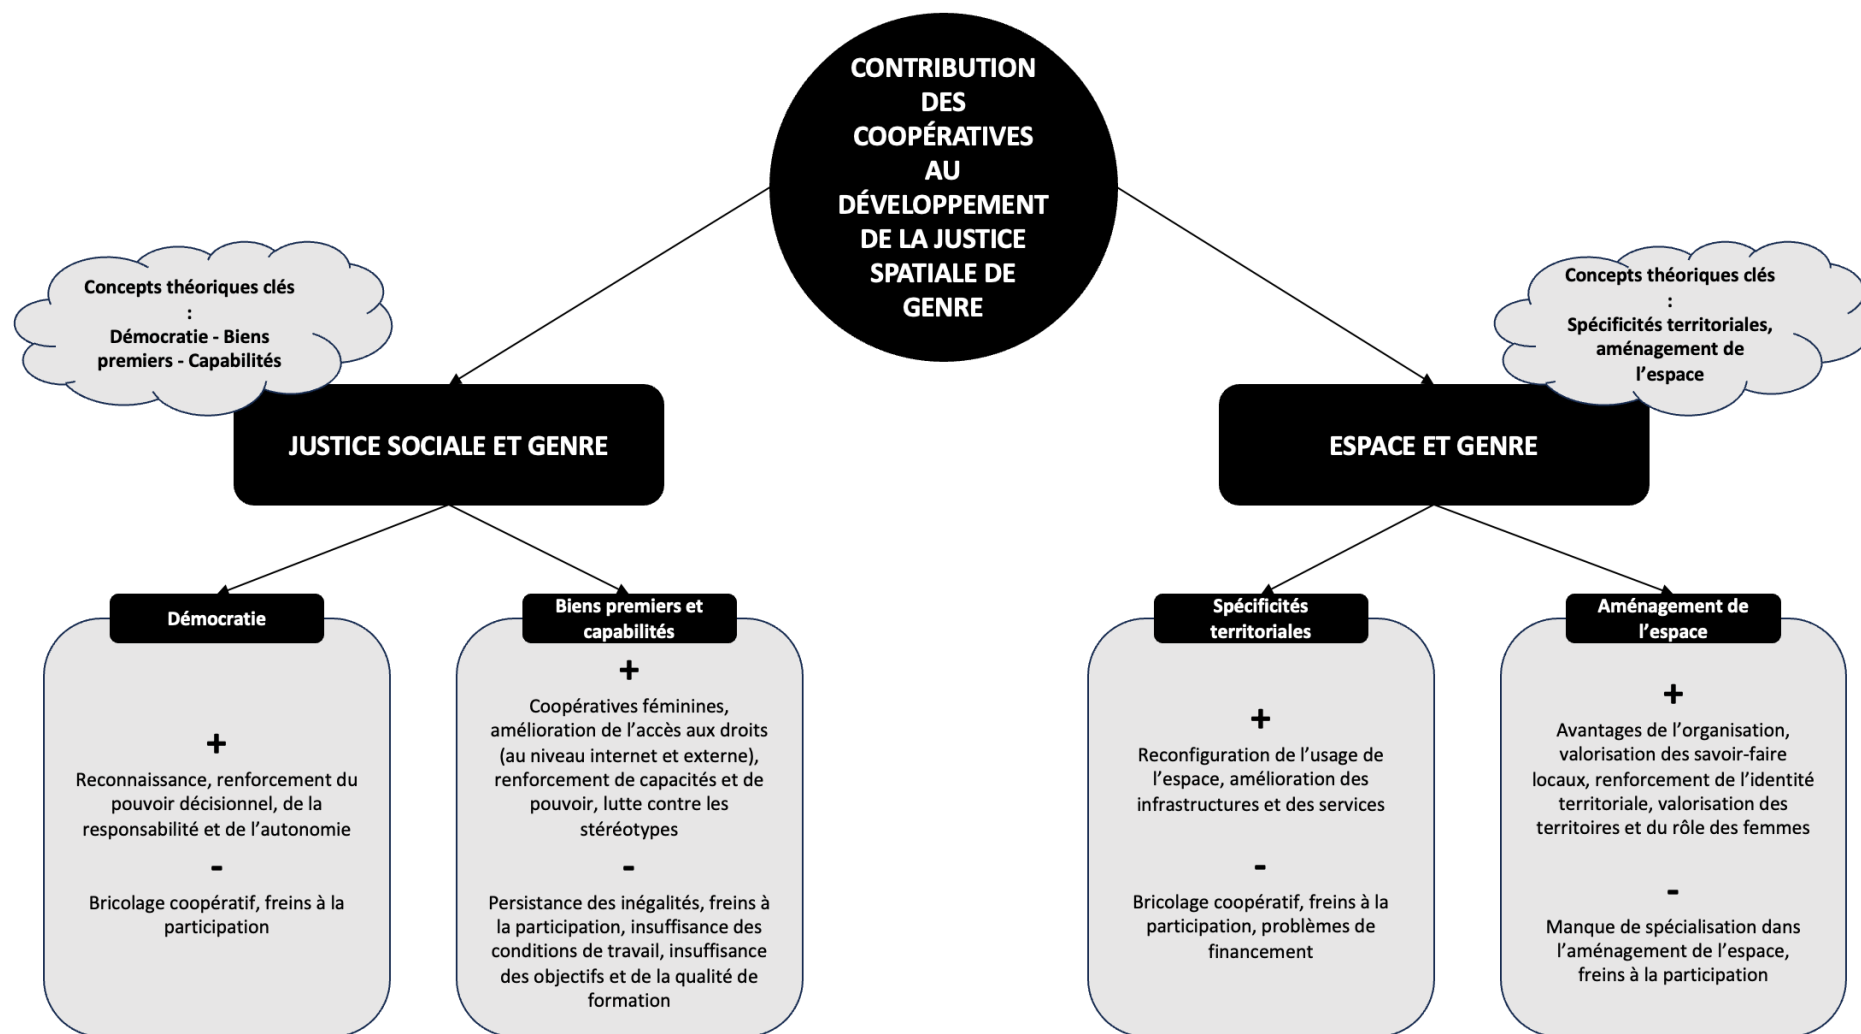 CONTRIBUTION
DES
COOPÉRATIVES
AU
DÉVELOPPEMENT
DE LA JUSTICE
SPATIALE DE
GENRE
Concepts théoriques clés
:
Démocratie - Biens
premiers - Capabilités
Concepts théoriques clés
:
Spécificités territoriales,
aménagement de
l’espace
JUSTICE SOCIALE ET GENRE
ESPACE ET GENRE
Démocratie
+
Reconnaissance, renforcement du
pouvoir décisionnel, de la
responsabilité et de l’autonomie
-
Bricolage coopératif, freins à la
participation
Biens premiers et
capabilités
+
Coopératives féminines,
amélioration de l’accès aux droits
(au niveau internet et externe),
renforcement de capacités et de
pouvoir, lutte contre les
stéréotypes
-
Persistance des inégalités, freins à
la participation, insuffisance des
conditions de travail, insuffisance
des objectifs et de la qualité de
formation
Spécificités
territoriales
+
Reconfiguration de l’usage de
l’espace, amélioration des
infrastructures et des services
-
Bricolage coopératif, freins à la
participation, problèmes de
financement
Aménagement de
l’espace
+
Avantages de l’organisation,
valorisation des savoir-faire
locaux, renforcement de l’identité
territoriale, valorisation des
territoires et du rôle des femmes
-
Manque de spécialisation dans
l’aménagement de l’espace,
freins à la participation